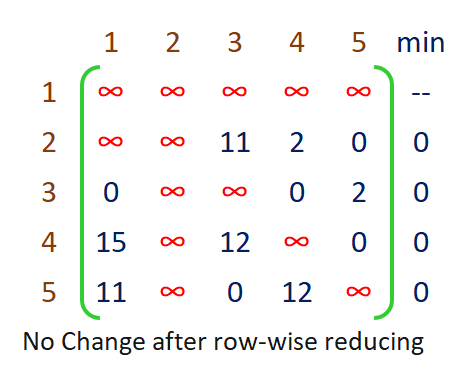 1 2 3 4 5 min
1 ∞ ∞ ∞ ∞ ∞ --
2 ∞ ∞ 11 2 0 0
3 0 ∞ ∞ 0 2 0
4 15 ∞ 12 ∞ 0 0
5 11 ∞ 0 12 ∞ 0
No Change after row-wise reducing